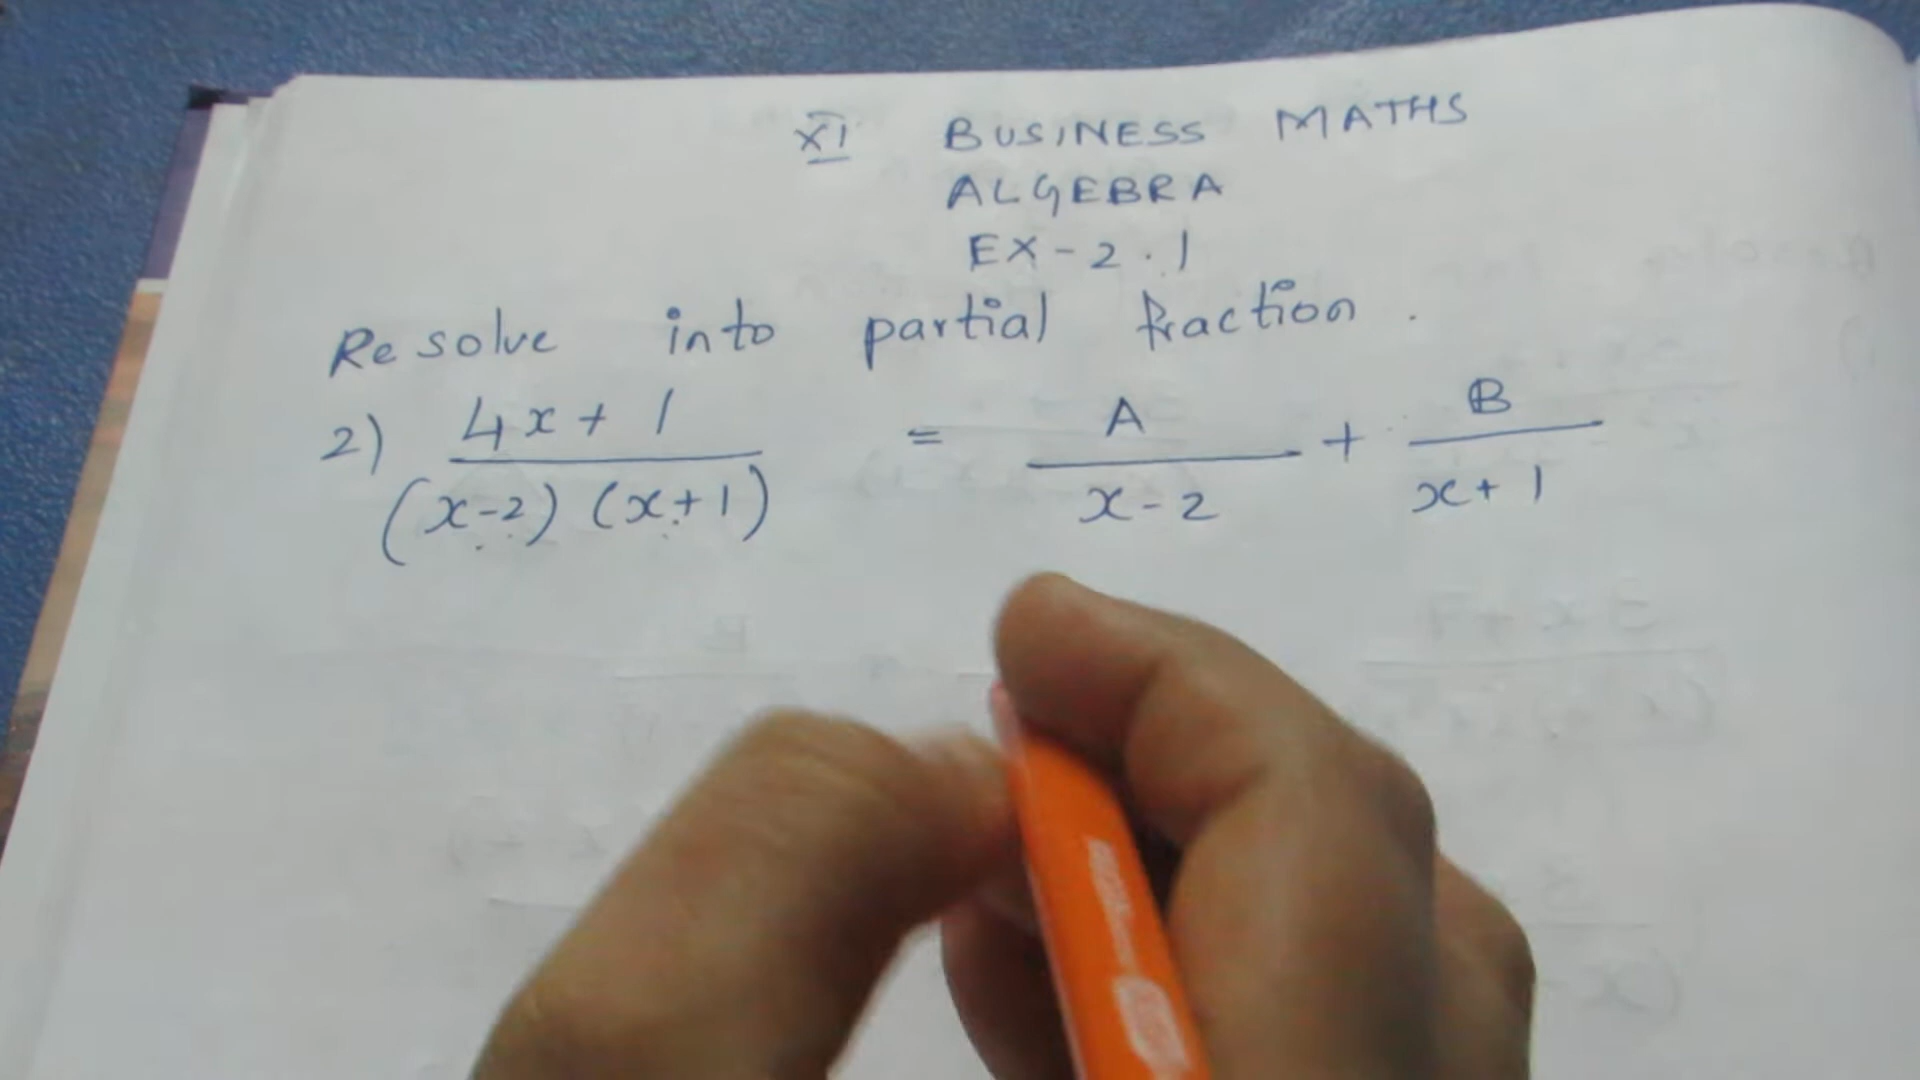 XI BUSINESS MATHS
ALGEBRA
EX-2.1
Resolve into partial fraction.
2) 4x+1 / (x-2)(x+1) = A / x-2 + B / x+1